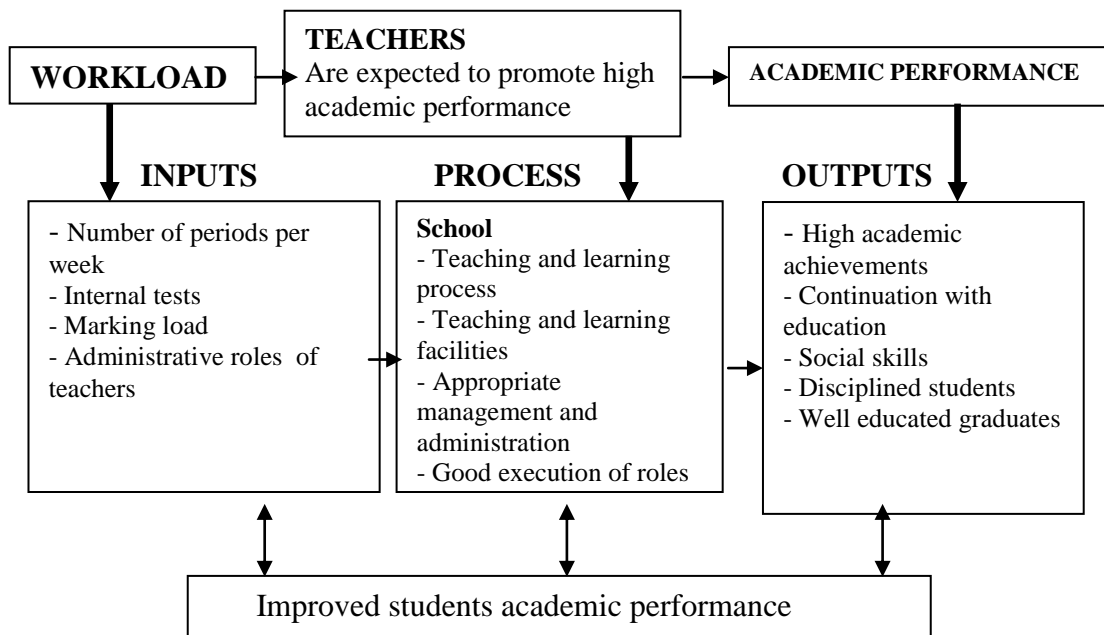 TEACHERS
Are expected to promote high
academic performance
WORKLOAD
ACADEMIC PERFORMANCE
INPUTS
- Number of periods per
week
- Internal tests
- Marking load
- Administrative roles of
teachers
PROCESS
School
- Teaching and learning
process
- Teaching and learning
facilities
- Appropriate
management and
administration
- Good execution of roles
OUTPUTS
- High academic
achievements
- Continuation with
education
- Social skills
- Disciplined students
- Well educated graduates
Improved students academic performance